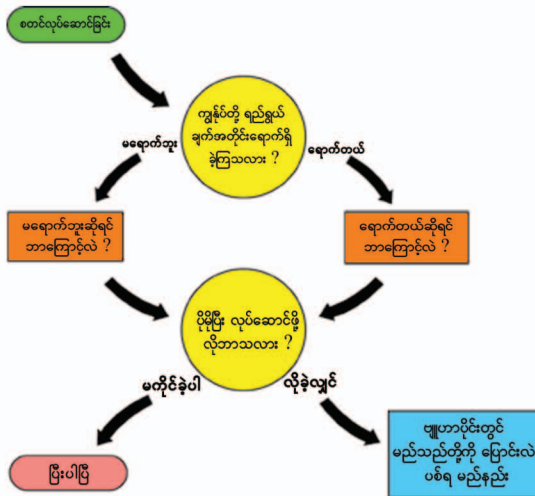 စတင်လုပ်ဆောင်ခြင်း
ကျွန်ုပ်တို့ ရည်ရွယ်
ချက်အတိုင်းရောက်ရှိ
ခဲ့ကြသလား ?
မရောက်ဘူး
ရောက်တယ်
မရောက်ဘူးဆိုရင်
ဘာကြောင့်လဲ ?
ရောက်တယ်ဆိုရင်
ဘာကြောင့်လဲ ?
ပိုမိုပြီး လုပ်ဆောင်ဖို့
လိုဘာသလား ?
မကိုင်ခဲ့ပါ
လိုခဲ့လျှင်
ပြီးပါပြီ
ဗျူဟာပိုင်းတွင်
မည်သည်တို့ကို ပြောင်းလဲ
ပစ်ရ မည်နည်း